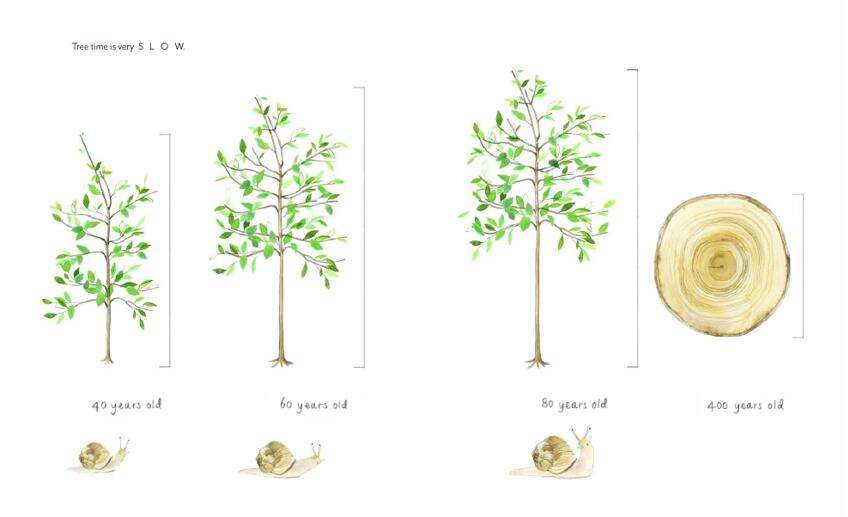 Tree time is very S L O W.
40 years old
60 years old
80 years old
400 years old